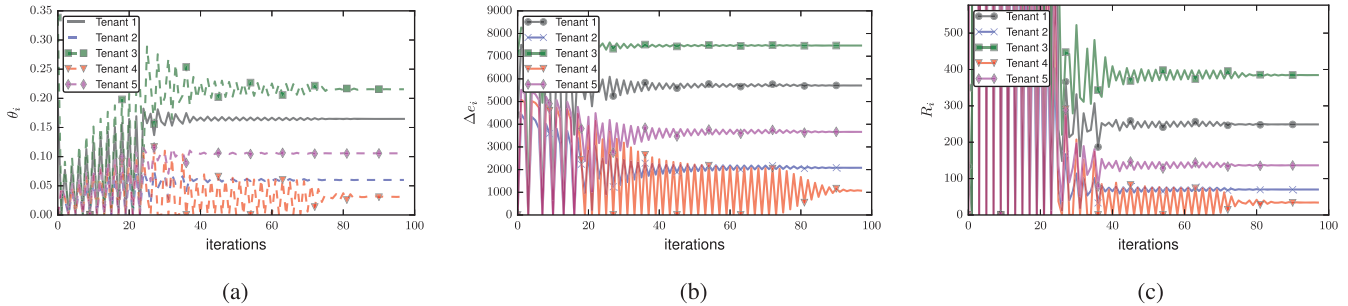 0.35
0.30
0.25
0.20
0.15
0.10
0.05
0.00
θi
0 20 40 60 80 100
iterations
Tenant 1
Tenant 2
Tenant 3
Tenant 4
Tenant 5
(a)
9000
8000
7000
6000
5000
4000
3000
2000
1000
0
Δei
0 20 40 60 80 100
iterations
Tenant 1
Tenant 2
Tenant 3
Tenant 4
Tenant 5
(b)
500
400
300
200
100
0
Ri
0 20 40 60 80 100
iterations
Tenant 1
Tenant 2
Tenant 3
Tenant 4
Tenant 5
(c)